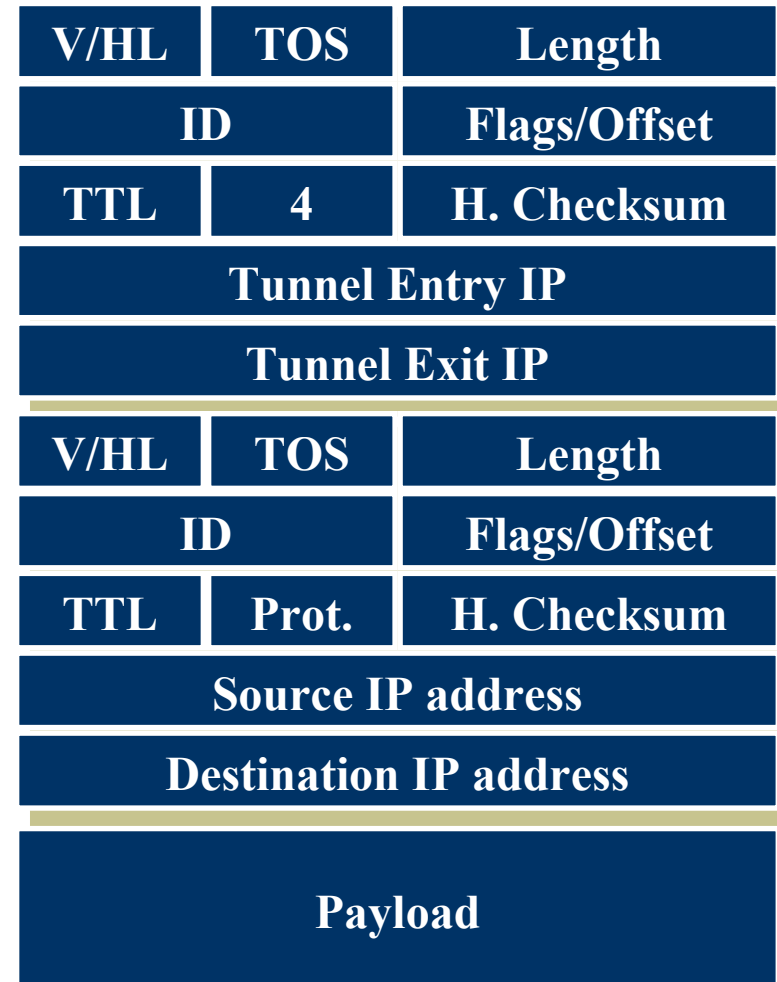 V/HL TOS Length
ID Flags/Offset
TTL 4 H. Checksum
Tunnel Entry IP
Tunnel Exit IP
V/HL TOS Length
ID Flags/Offset
TTL Prot. H. Checksum
Source IP address
Destination IP address
Payload